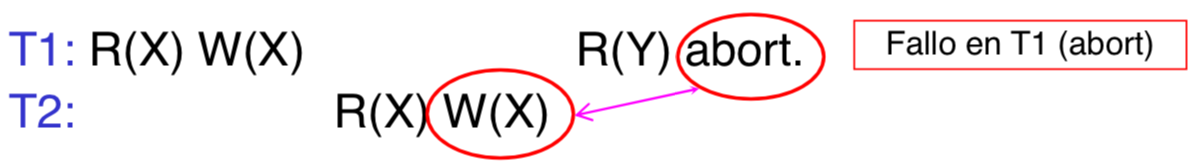 T1: R(X) W(X) R(Y) abort. Fallo en T1 (abort)
T2: R(X) W(X)